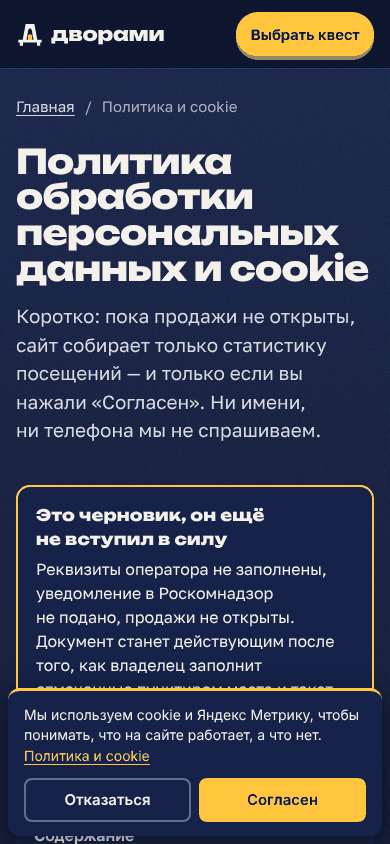 дворами
Выбрать квест
Главная / Политика и cookie
Политика
обработки
персональных
данных и cookie
Коротко: пока продажи не открыты,
сайт собирает только статистику
посещений — и только если вы
нажали «Согласен». Ни имени,
ни телефона мы не спрашиваем.
Это черновик, он ещё
не вступил в силу
Реквизиты оператора не заполнены,
уведомление в Роскомнадзор
не подано, продажи не открыты.
Документ станет действующим после
того, как владелец заполнит
Мы используем cookie и Яндекс Метрику, чтобы
понимать, что на сайте работает, а что нет.
Политика и cookie
Отказаться
Согласен
Содержание